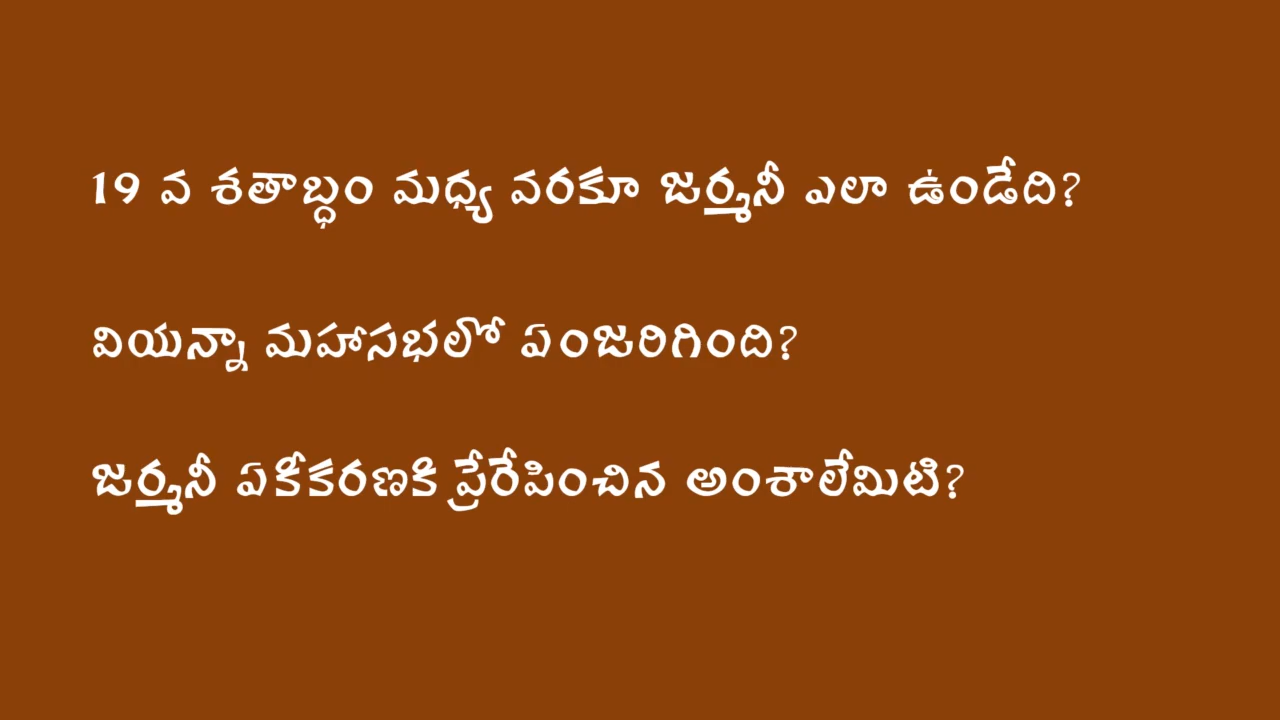 19 వ శతాబ్ధం మధ్య వరకూ జర్మనీ ఎలా ఉండేది?
వియన్నా మహాసభలో ఏంజరిగింది?
జర్మనీ ఏకీకరణకి ప్రేరేపించిన అంశాలేమిటి?